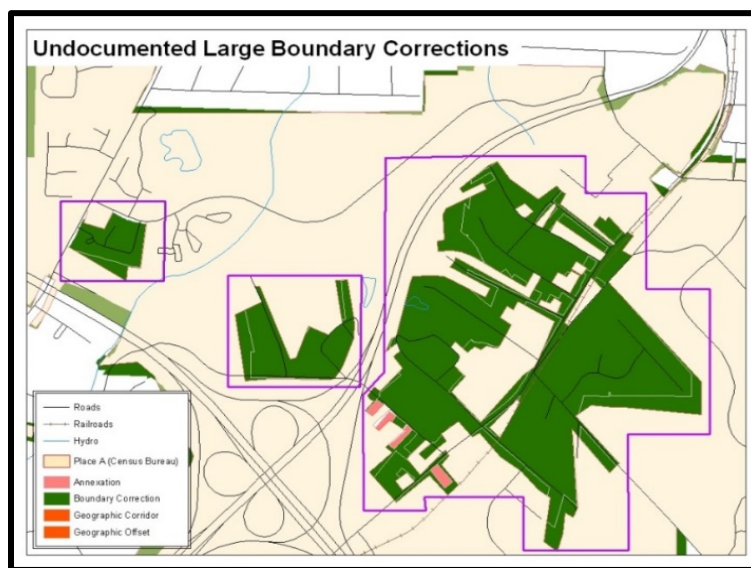 Undocumented Large Boundary Corrections
Roads
Railroads
Hydro
Place A (Census Bureau)
Annexation
Boundary Correction
Geographic Corridor
Geographic Offset